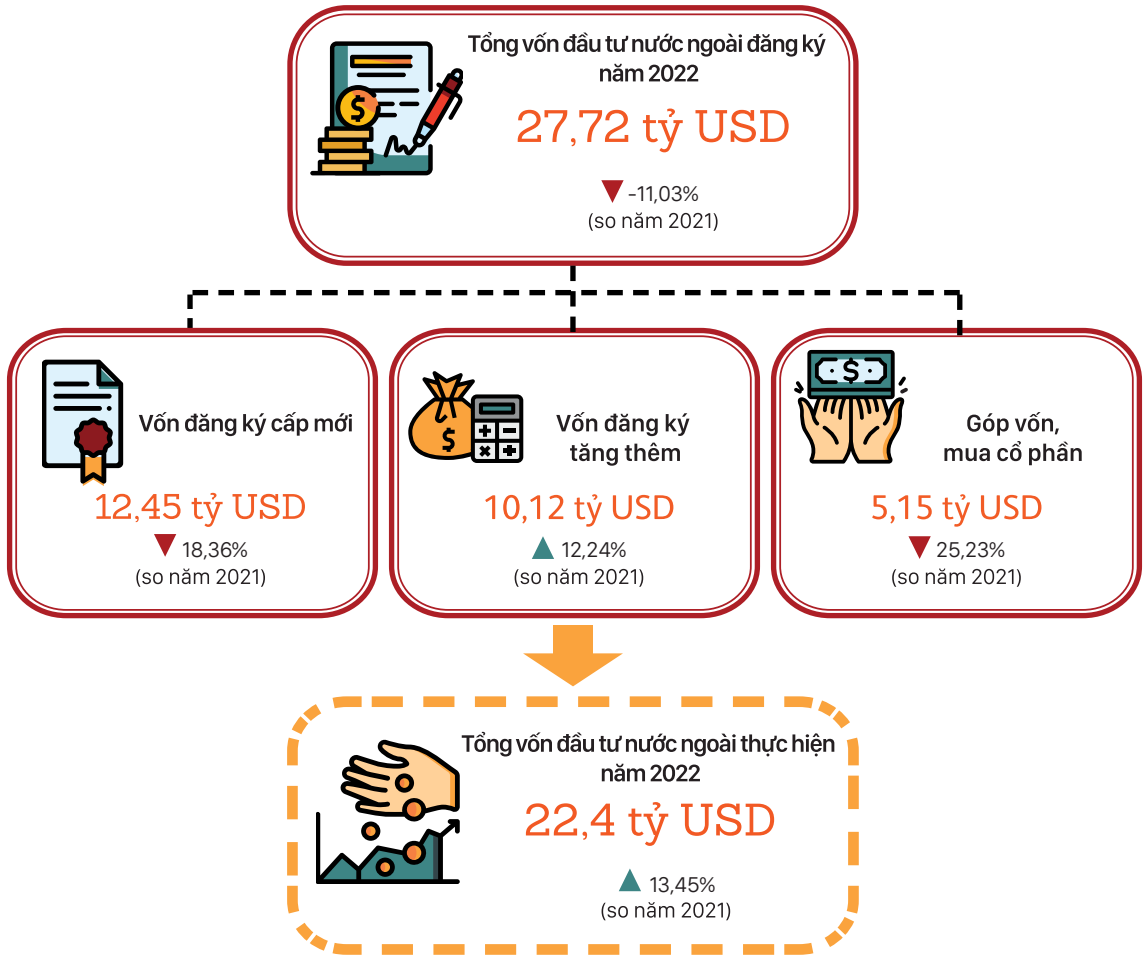 Tổng vốn đầu tư nước ngoài đăng ký
năm 2022
27,72 tỷ USD
-11,03%
(so năm 2021)
Vốn đăng ký cấp mới
12,45 tỷ USD
18,36%
(so năm 2021)
Vốn đăng ký
tăng thêm
10,12 tỷ USD
12,24%
(so năm 2021)
Góp vốn,
mua cổ phần
5,15 tỷ USD
25,23%
(so năm 2021)
Tổng vốn đầu tư nước ngoài thực hiện
năm 2022
22,4 tỷ USD
13,45%
(so năm 2021)